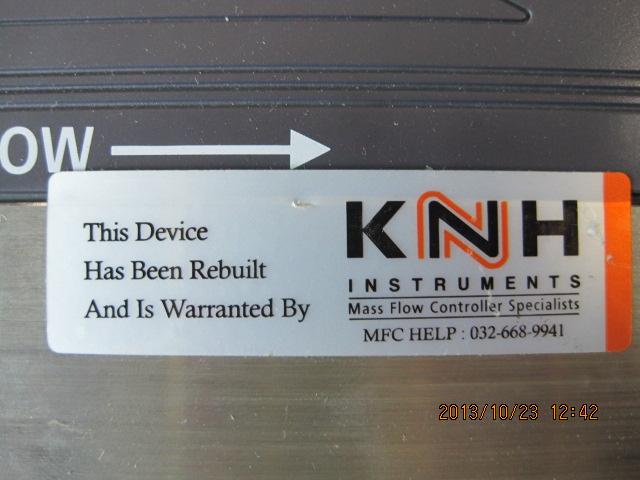 OW
This Device
Has Been Rebuilt
And Is Warranted By
KNH
INSTRUMENTS
Mass Flow Controller Specialists
MFC HELP : 032-668-9941
2013/10/23 12:42